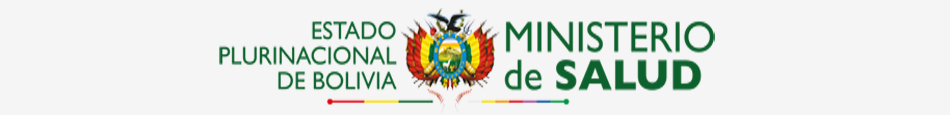 ESTADO
PLURINACIONAL
DE BOLIVIA
MINISTERIO
de SALUD